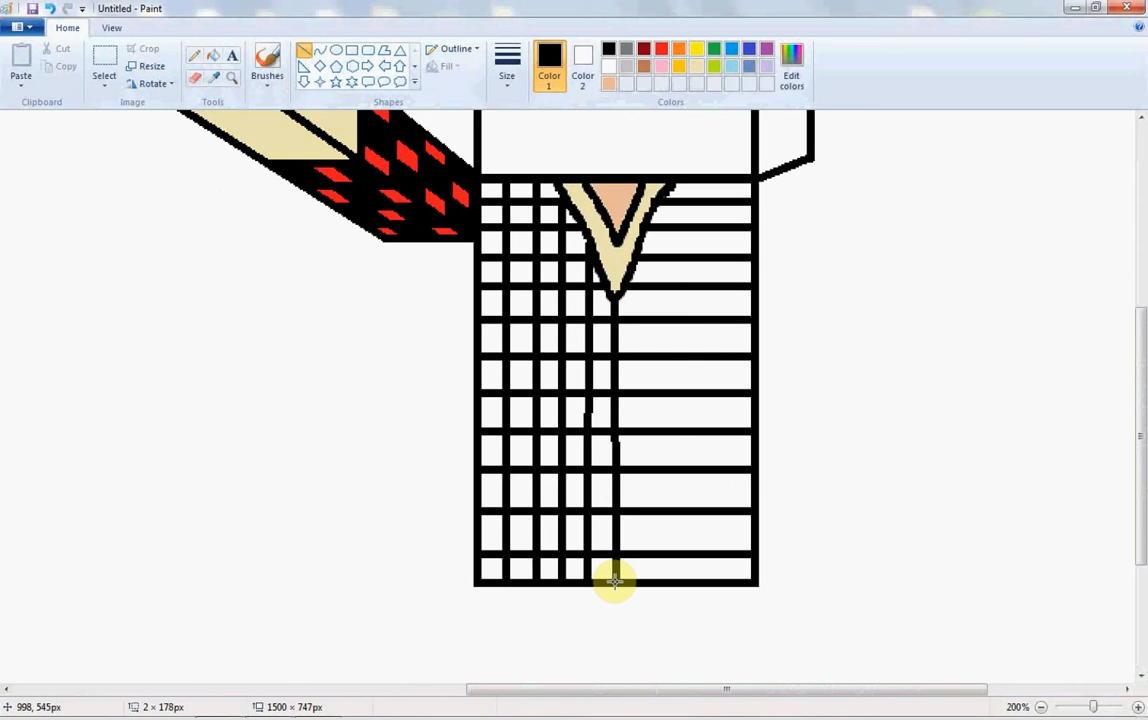 Untitled - Paint
Home View
Paste
Cut
Copy
Clipboard
Select
Crop
Resize
Rotate
Image
A
Tools
Brushes
Outline
Fill
Shapes
Size
Color
1
Color
2
Edit
colors
Colors
998, 545px
2 × 178px
1500 × 747px
200%